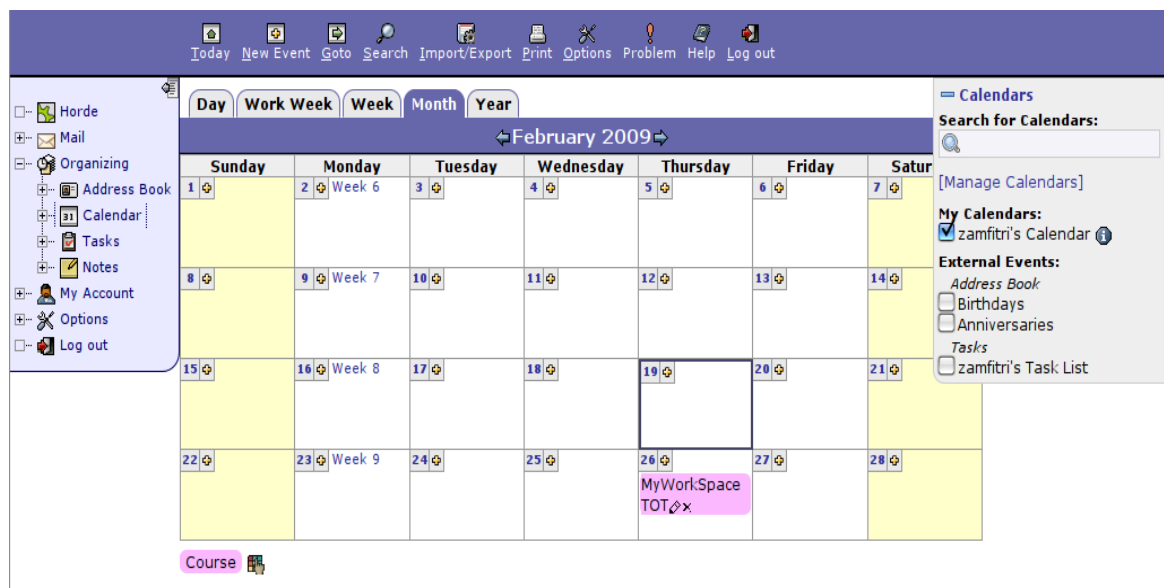 Today New Event Goto Search Import/Export Print Options Problem Help Log out
Horde
Mail
Organizing
Address Book
31 Calendar
Tasks
Notes
My Account
Options
Log out
Day Work Week Week Month Year
February 2009
Sunday Monday Tuesday Wednesday Thursday Friday Satur
1 2 Week 6 3 4 5 6 7
8 9 Week 7 10 11 12 13 14
15 16 Week 8 17 18 19 20 21
22 23 Week 9 24 25 26 27 28
MyWorkSpace
TOT
Course
Calendars
Search for Calendars:
[Manage Calendars]
My Calendars:
zamfitri's Calendar
External Events:
Address Book
Birthdays
Anniversaries
Tasks
zamfitri's Task List